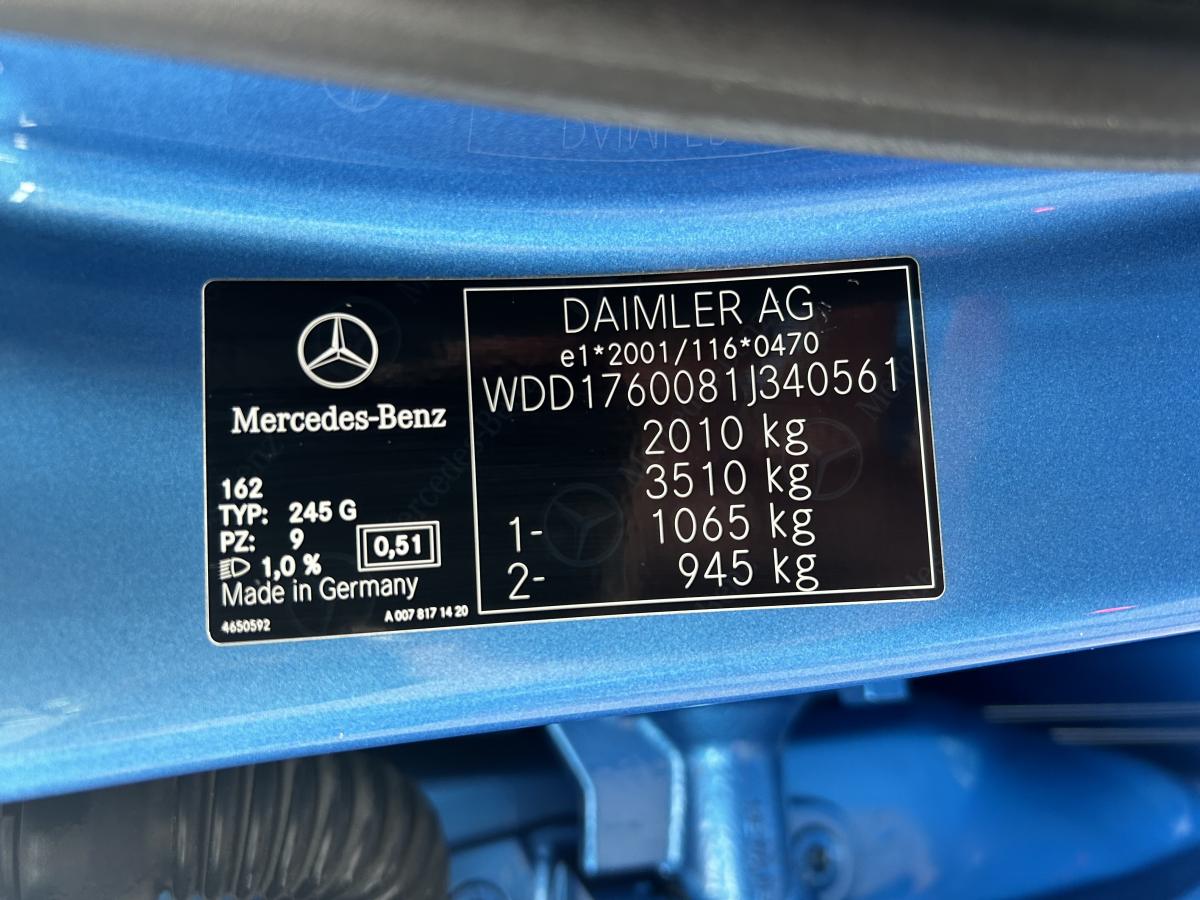 Mercedes-Benz
162
TYP: 245 G
PZ: 9
0,51
1,0 %
Made in Germany
4650592
A 007 817 14 20
DAIMLER AG
e1*2001/116*0470
WDD1760081J340561
2010 kg
3510 kg
1- 1065 kg
2- 945 kg